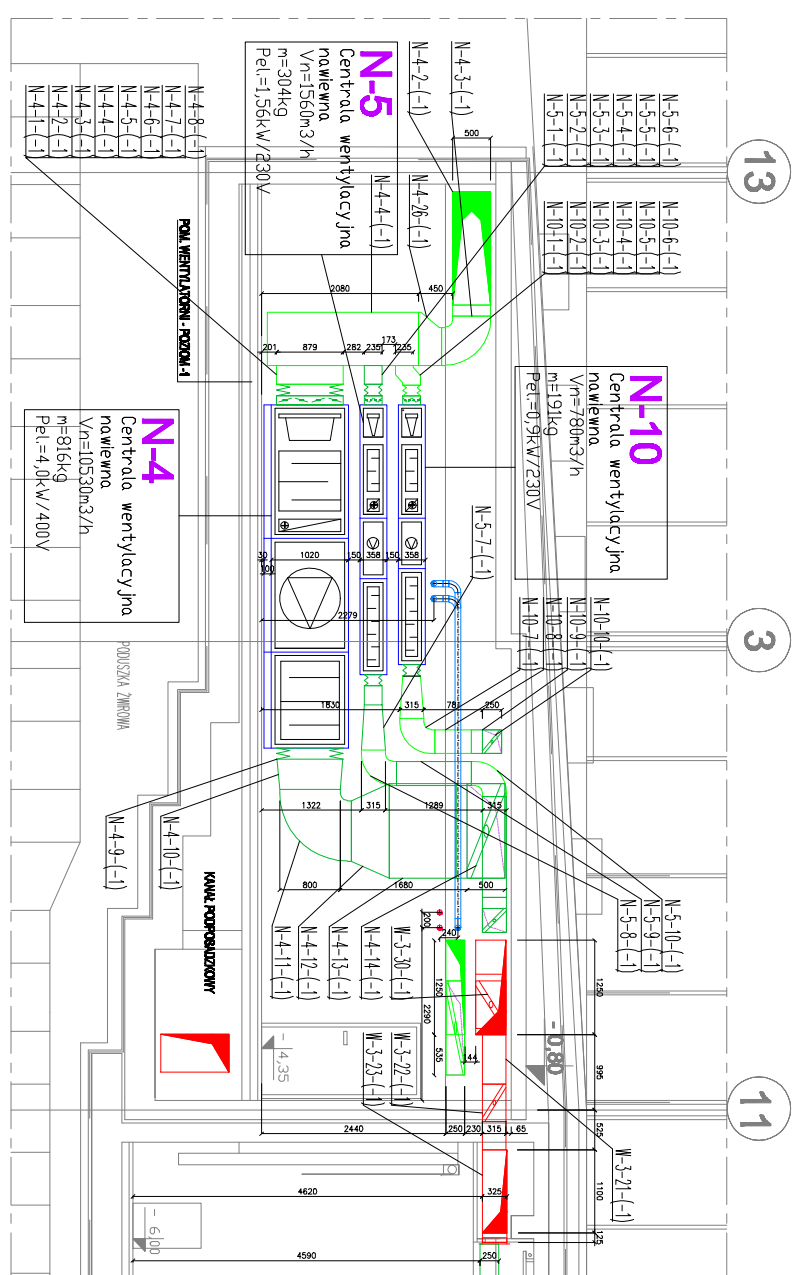 13
3
11
N-5
Centrala wentylacyjna
nawiewna
Vn=1560m3/h
m=304kg
Pel.=1,56kW/230V
N-10
Centrala wentylacyjna
nawiewna
Vn=780m3/h
m=191kg
Pel.=0,9kW/230V
N-4
Centrala wentylacyjna
nawiewna
Vn=10530m3/h
m=816kg
Pel.=4,0kW/400V
N-4-3-(-1)
N-4-2-(-1)
N-4-26-(-1)
N-4-4-(-1)
N-5-6-(-1)
N-5-5-(-1)
N-5-4-(-1)
N-5-3-(-1)
N-5-2-(-1)
N-5-1-(-1)
N-10-6-(-1)
N-10-5-(-1)
N-10-4-(-1)
N-10-3-(-1)
N-10-2-(-1)
N-10-1-(-1)
N-4-8-(-1)
N-4-7-(-1)
N-4-6-(-1)
N-4-5-(-1)
N-4-4-(-1)
N-4-3-(-1)
N-4-2-(-1)
N-4-1-(-1)
POM. WENTYLATORNI - POZIOM -1
N-5-7-(-1)
N-10-10-(-1)
N-10-9-(-1)
N-10-8-(-1)
N-10-7-(-1)
PODUSZKA ŻWIROWA
N-5-10-(-1)
N-5-9-(-1)
N-5-8-(-1)
W-3-30-(-1)
N-4-14-(-1)
N-4-13-(-1)
N-4-12-(-1)
N-4-11-(-1)
N-4-10-(-1)
N-4-9-(-1)
KANAŁ PODPOSADZKOWY
W-3-22-(-1)
W-3-23-(-1)
W-3-21-(-1)
- 0,80
- 4,35
- 6,00
500
2080
450
201
879
282
235
173
235
30
1020
150
358
150
358
100
2279
1830
315
781
250
1322
315
1289
315
800
1680
500
200
240
1250
2290
535
144
1250
995
525
1100
125
2440
250
230
315
65
4620
325
4590
250